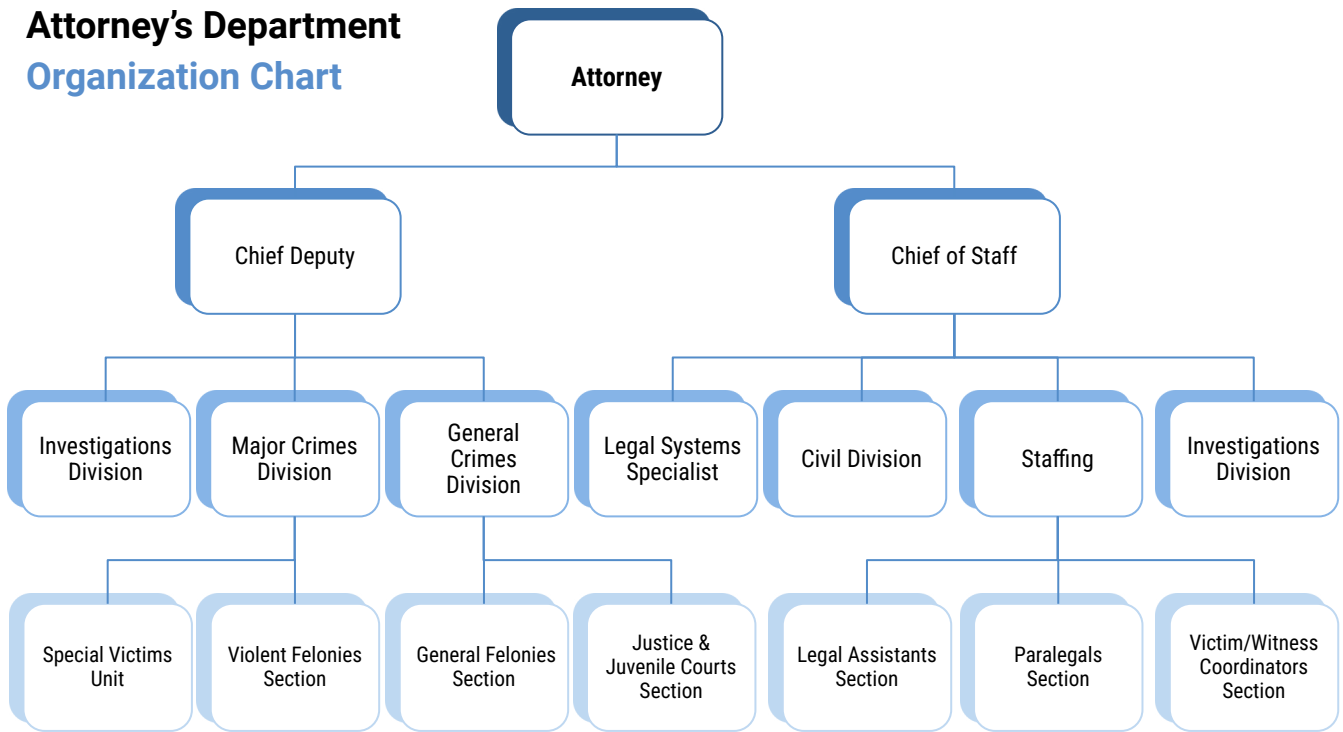 Attorney’s Department
Organization Chart
Attorney
Chief Deputy
Chief of Staff
Investigations
Division
Major Crimes
Division
General
Crimes
Division
Legal Systems
Specialist
Civil Division
Staffing
Investigations
Division
Special Victims
Unit
Violent Felonies
Section
General Felonies
Section
Justice &
Juvenile Courts
Section
Legal Assistants
Section
Paralegals
Section
Victim/Witness
Coordinators
Section